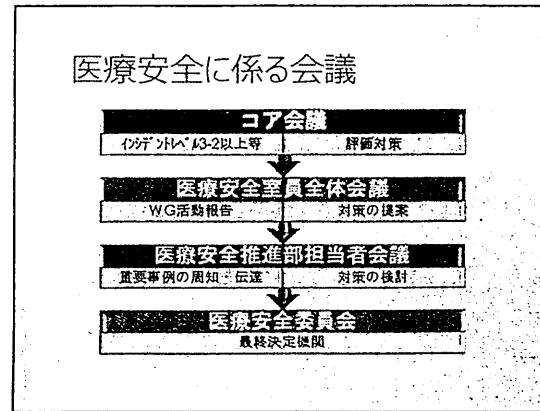 医療安全に係る会議
コア会議
インシデントレベル3-2以上等 評価対策
医療安全室員全体会議
WG活動報告 対策の提案
医療安全推進部担当者会議
重要事例の周知・伝達 対策の検討
医療安全委員会
最終決定機関